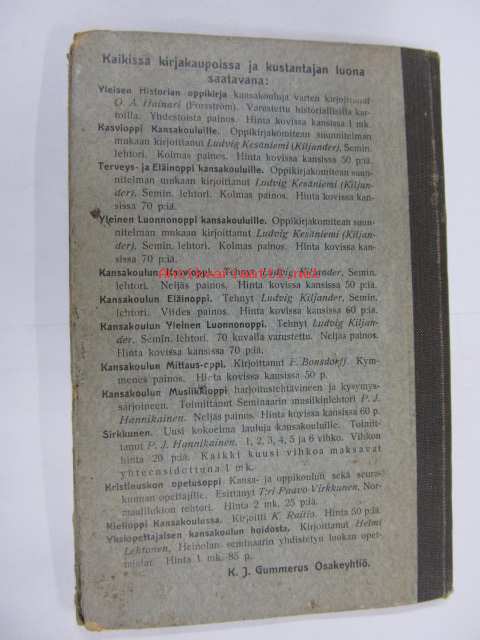 Kaikissa kirjakaupoissa ja kustantajan luona
saatavana:
Yleisen Historian oppikirja kansakouluja varten kirjoittanut
O. A. Hainari (Forsström). Varustettu historiallisilla kar-
toilla. Yhdestoista painos. Hinta kovissa kansissa 1 mk.
Kasvioppi Kansakouluille. Oppikirjakomitean suunnitelman
mukaan kirjoittanut Ludvig Kesäniemi (Kiljander), Semin.
lehtori. Kolmas painos. Hinta kovissa kansissa 50 p:iä.
Terveys- ja Eläinoppi kansakouluille. Oppikirjakomitean suun-
nitelman mukaan kirjoittanut Ludvig Kesäniemi (Kiljan-
der), Semin. lehtori. Kolmas painos. Hinta kovissa kan-
sissa 70 p:iä.
Yleinen Luonnonoppi kansakouluille. Oppikirjakomitean suun-
nitelman mukaan kirjoittanut Ludvig Kesäniemi (Kiljan-
der), Semin. lehtori. Kolmas painos. Hinta kovissa kan-
sissa 70 p:iä.
Kansakoulun Kasvioppi. Tehnyt Ludvig Kiljander, Semin.
lehtori. Neljäs painos. Hinta kovissa kansissa 50 p:iä.
Kansakoulun Eläinoppi. Tehnyt Ludvig Kiljander, Semin.
lehtori. Viides painos. Hinta kovissa kansissa 60 p:iä.
Kansakoulun Yleinen Luonnonoppi. Tehnyt Ludvig Kiljan-
der, Semin. lehtori. 70 kuvalla varustettu. Neljäs painos.
Hinta kovissa kansissa 70 p:iä.
Kansakoulun Mittaus-oppi. Kirjoittanut E. Bonsdorff. Kym-
menes painos. Hinta kovissa kansissa 50 p.
Kansakoulun Musiikkioppi harjoitustehtävineen ja kysymys-
sarjoineen. Toimittanut Seminaarin musiikinlehtori P. J.
Hannikainen. Neljäs painos. Hinta kovissa kansissa 60 p.
Sirkkunen. Uusi kokoelma lauluja kansakouluille. Toimit-
tanut P. J. Hannikainen. 1, 2, 3, 4, 5 ja 6 vihko. Vihkon
hinta 20 p:iä. Kaikki kuusi vihkoa maksavat
yhteensidottuna 1 mk.
Kristinuskon opetusoppi Kansa- ja oppikoulun sekä seura-
kunnan opettajille. Esittänyt T:ri Paavo Virkkunen, Nor-
maalilukion rehtori. Hinta 2 mk. 25 p:iä.
Kielioppi Kansakoulussa. Kirjoitti K. Raitio. Hinta 50 p:iä
Yksiopettajaisen kansakoulun hoidosta. Kirjoittanut Helmi
Lehtonen, Heinolan seminaarin yhdistetyn luokan opet-
tajatar. Hinta 1 mk. 85 p.
K. J. Gummerus Osakeyhtiö.